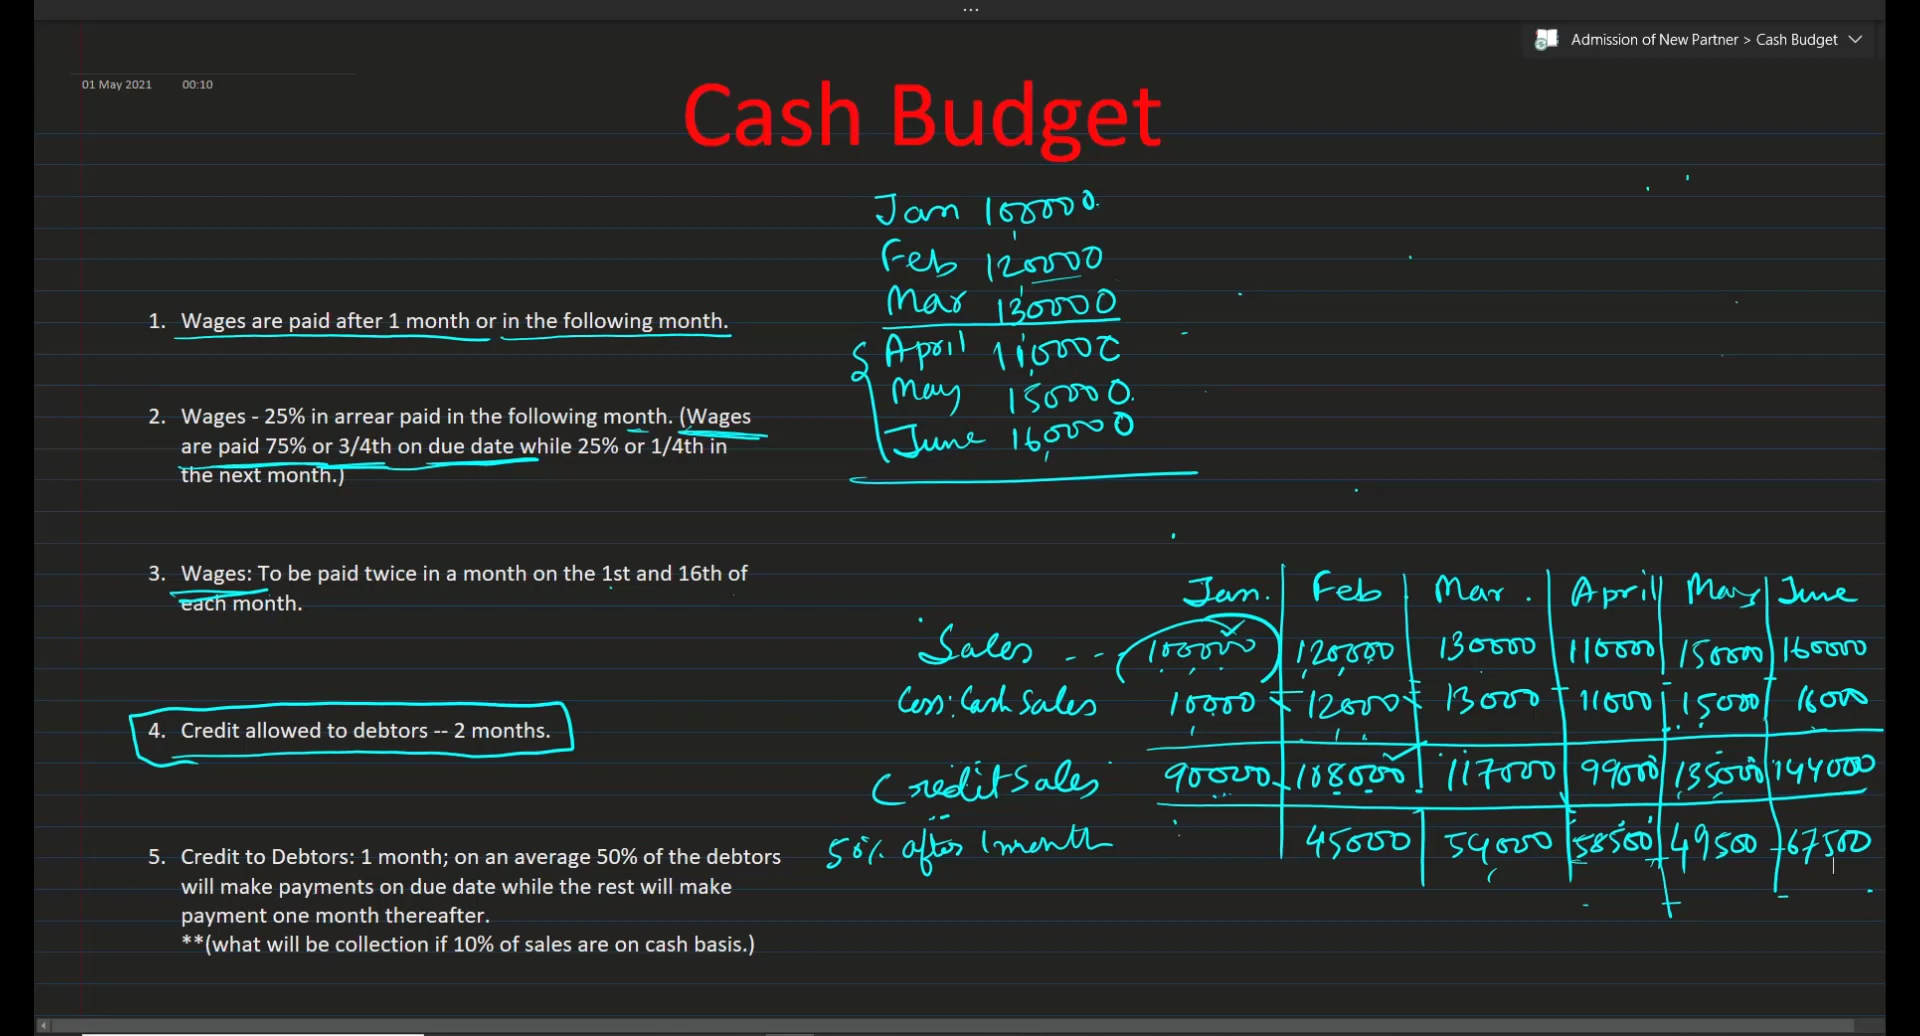 ...
Admission of New Partner > Cash Budget
01 May 2021 00:10
Cash Budget
Jan 100000
Feb 120000
Mar 130000
April 110000
May 150000
June 160000
1. Wages are paid after 1 month or in the following month.
2. Wages - 25% in arrear paid in the following month. (Wages
are paid 75% or 3/4th on due date while 25% or 1/4th in
the next month.)
3. Wages: To be paid twice in a month on the 1st and 16th of
each month.
4. Credit allowed to debtors -- 2 months.
5. Credit to Debtors: 1 month; on an average 50% of the debtors
will make payments on due date while the rest will make
payment one month thereafter.
**(what will be collection if 10% of sales are on cash basis.)
Jan. Feb Mar. April May June
Sales --- 100000 120000 130000 110000 150000 160000
Less: Cash Sales 10000 12000 13000 11000 15000 16000
Credit Sales 90000 108000 117000 99000 135000 144000
50% after 1 month 45000 54000 58500 49500 67500